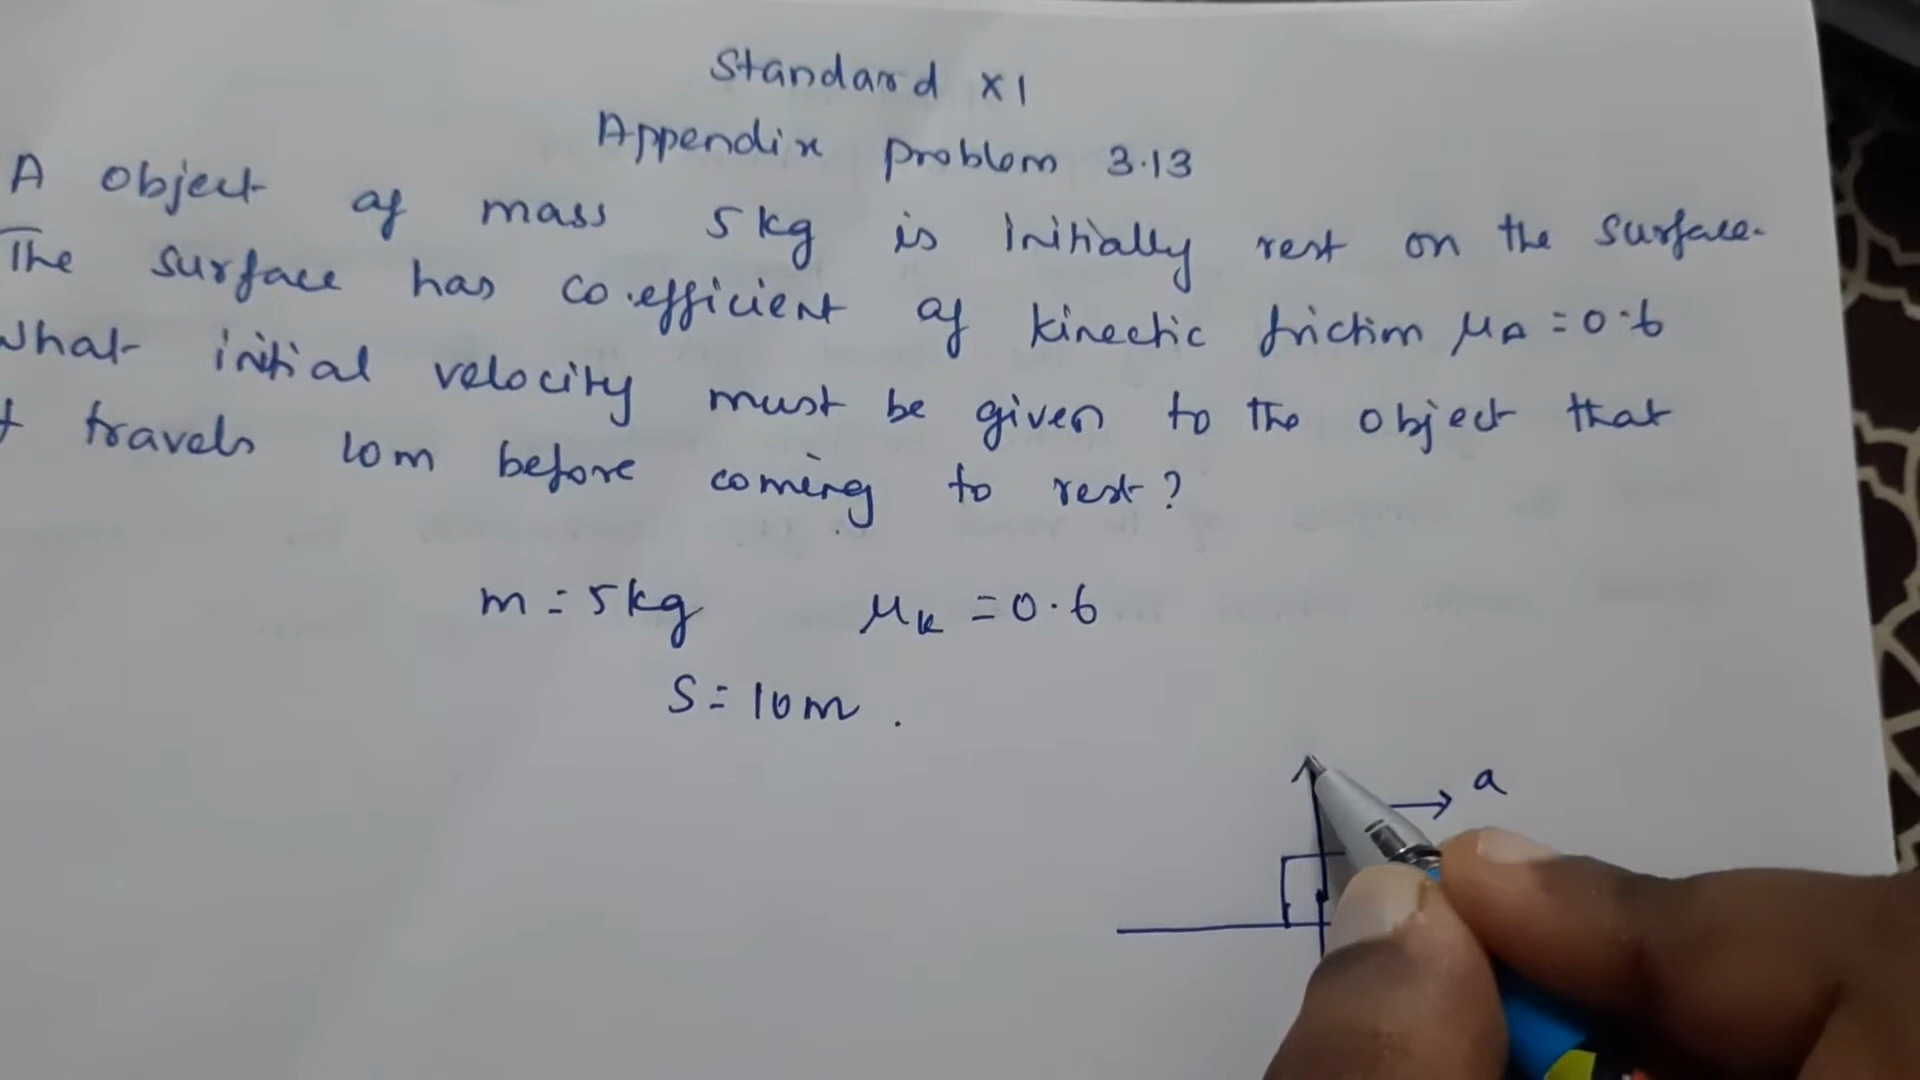 Standard XI
Appendix problem 3.13
A object of mass 5kg is initially rest on the surface.
The surface has co.efficient of kinectic friction μk = 0.6
What initial velocity must be given to the object that
travels 10m before coming to rest?
m = 5kg μk = 0.6
S = 10m.
a